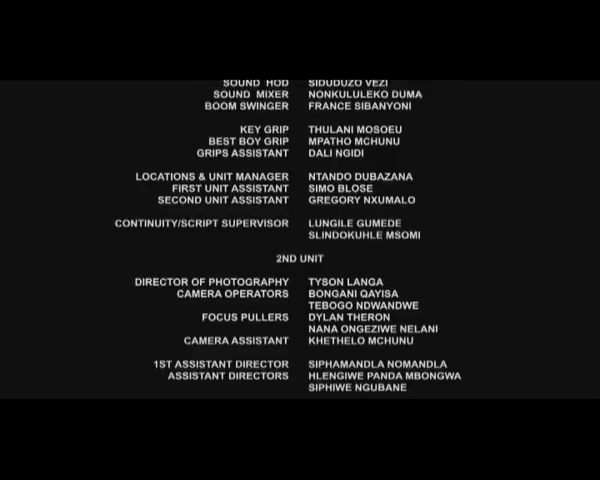 SOUND HOD SIDUDUZO VEZI
SOUND MIXER NONKULULEKO DUMA
BOOM SWINGER FRANCE SIBANYONI
KEY GRIP THULANI MOSOEU
BEST BOY GRIP MPATHO MCHUNU
GRIPS ASSISTANT DALI NGIDI
LOCATIONS & UNIT MANAGER NTANDO DUBAZANA
FIRST UNIT ASSISTANT SIMO BLOSE
SECOND UNIT ASSISTANT GREGORY NXUMALO
CONTINUITY/SCRIPT SUPERVISOR LUNGILE GUMEDE
SLINDOKUHLE MSOMI
2ND UNIT
DIRECTOR OF PHOTOGRAPHY TYSON LANGA
CAMERA OPERATORS BONGANI QAYISA
TEBOGO NDWANDWE
FOCUS PULLERS DYLAN THERON
NANA ONGEZIWE NELANI
CAMERA ASSISTANT KHETHELO MCHUNU
1ST ASSISTANT DIRECTOR SIPHAMANDLA NOMANDLA
ASSISTANT DIRECTORS HLENGIWE PANDA MBONGWA
SIPHIWE NGUBANE